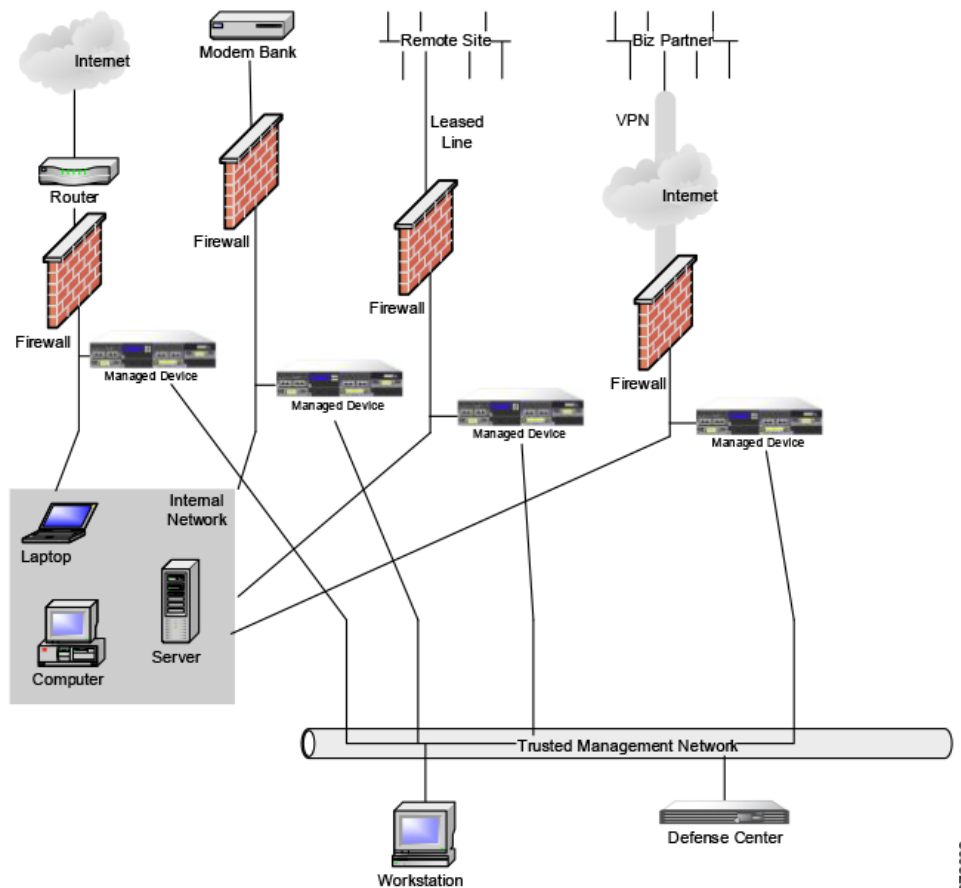 Internet
Modem Bank
Remote Site
Biz Partner
Leased
Line
VPN
Internet
Router
Firewall
Firewall
Firewall
Firewall
Managed Device
Managed Device
Managed Device
Managed Device
Internal
Network
Laptop
Server
Computer
Trusted Management Network
Defense Center
Workstation